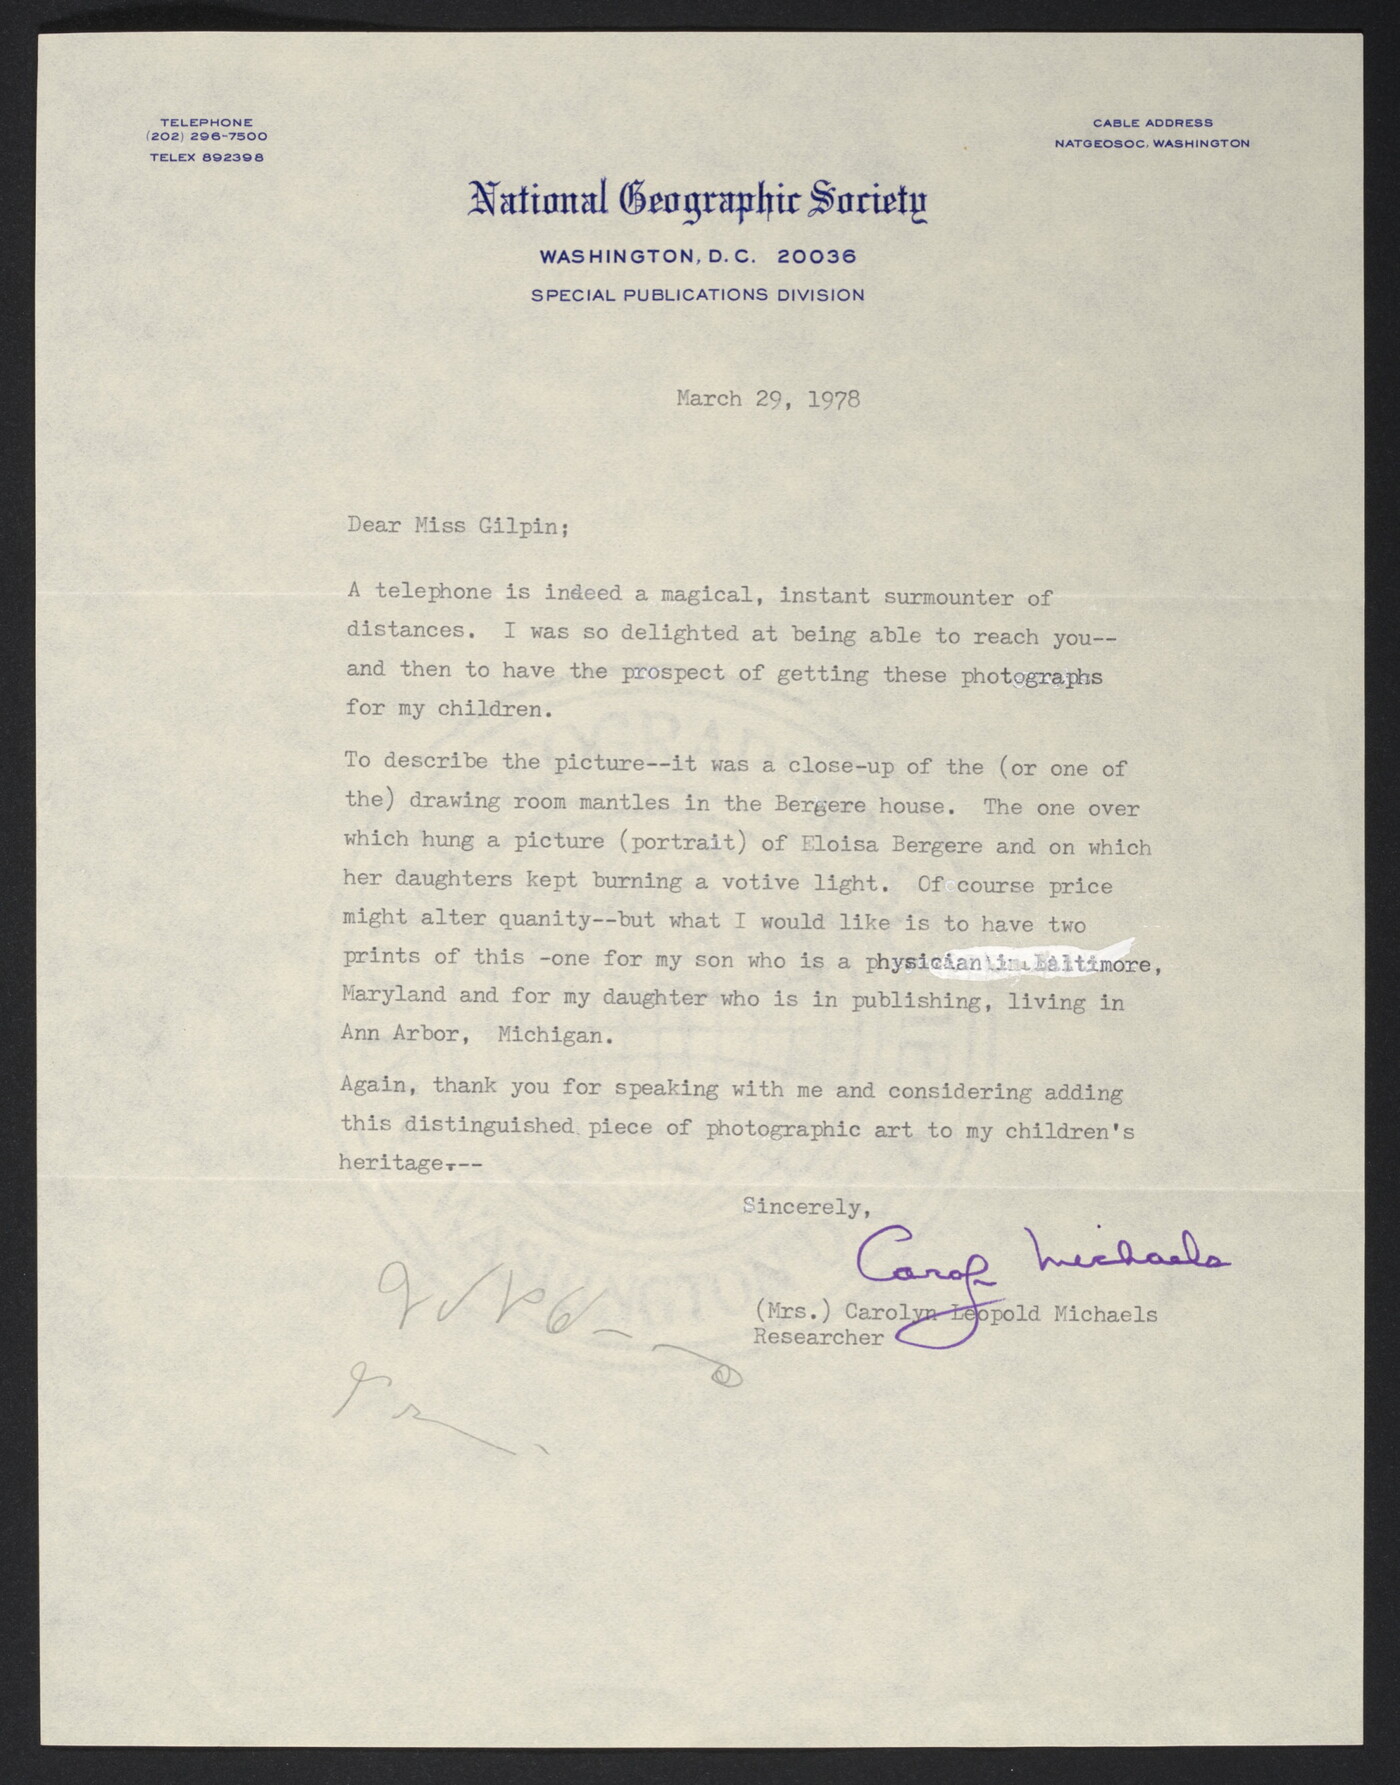 TELEPHONE
(202) 296-7500
TELEX 892398
CABLE ADDRESS
NATGEOSOC, WASHINGTON
National Geographic Society
WASHINGTON, D.C. 20036
SPECIAL PUBLICATIONS DIVISION
March 29, 1978
Dear Miss Gilpin;
A telephone is indeed a magical, instant surmounter of
distances. I was so delighted at being able to reach you--
and then to have the prospect of getting these photographs
for my children.
To describe the picture--it was a close-up of the (or one of
the) drawing room mantles in the Bergere house. The one over
which hung a picture (portrait) of Eloisa Bergere and on which
her daughters kept burning a votive light. Of course price
might alter quanity--but what I would like is to have two
prints of this -one for my son who is a physician in Baltimore,
Maryland and for my daughter who is in publishing, living in
Ann Arbor, Michigan.
Again, thank you for speaking with me and considering adding
this distinguished piece of photographic art to my children's
heritage.--
Sincerely,
Carol Michaels
(Mrs.) Carolyn Leopold Michaels
Researcher